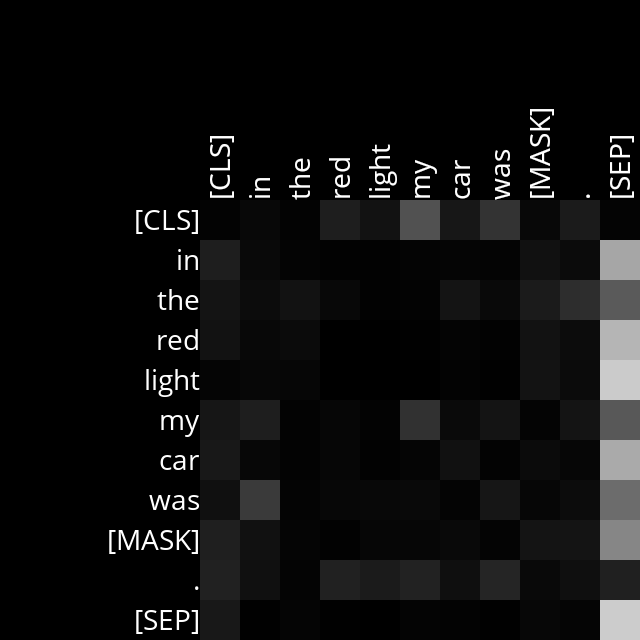 [CLS] in the red light my car was [MASK] . [SEP]
[CLS]
in
the
red
light
my
car
was
[MASK]
.
[SEP]